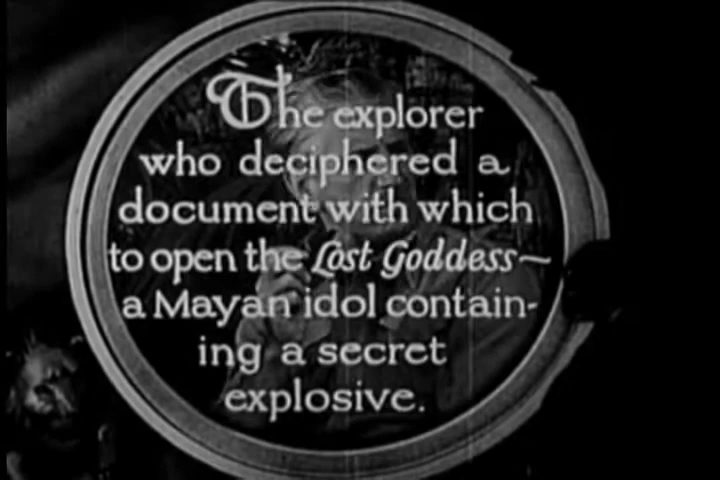 The explorer
who deciphered a
document with which
to open the Lost Goddess—
a Mayan idol contain-
ing a secret
explosive.